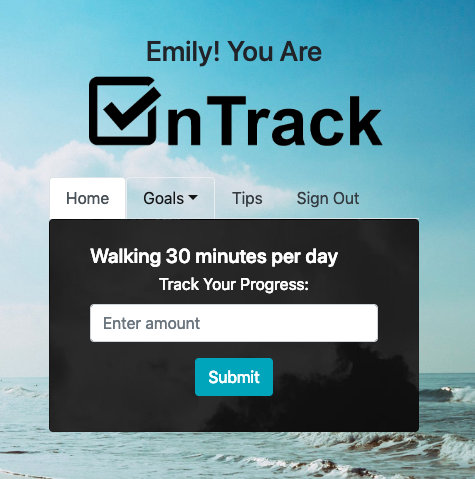 Emily! You Are
OnTrack
Home Goals Tips Sign Out
Walking 30 minutes per day
Track Your Progress:
Enter amount
Submit